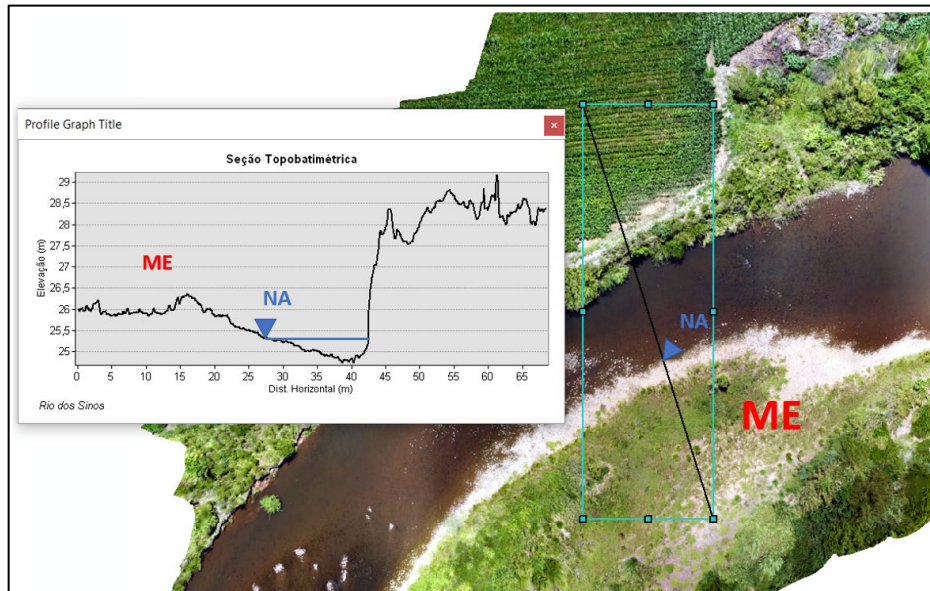 Profile Graph Title
Seção Topobatimétrica
Elevação (m)
29
28,5
28
27,5
27
26,5
26
25,5
25
ME
NA
0
5
10
15
20
25
30
35
40
45
50
55
60
65
Dist. Horizontal (m)
Rio dos Sinos
NA
ME